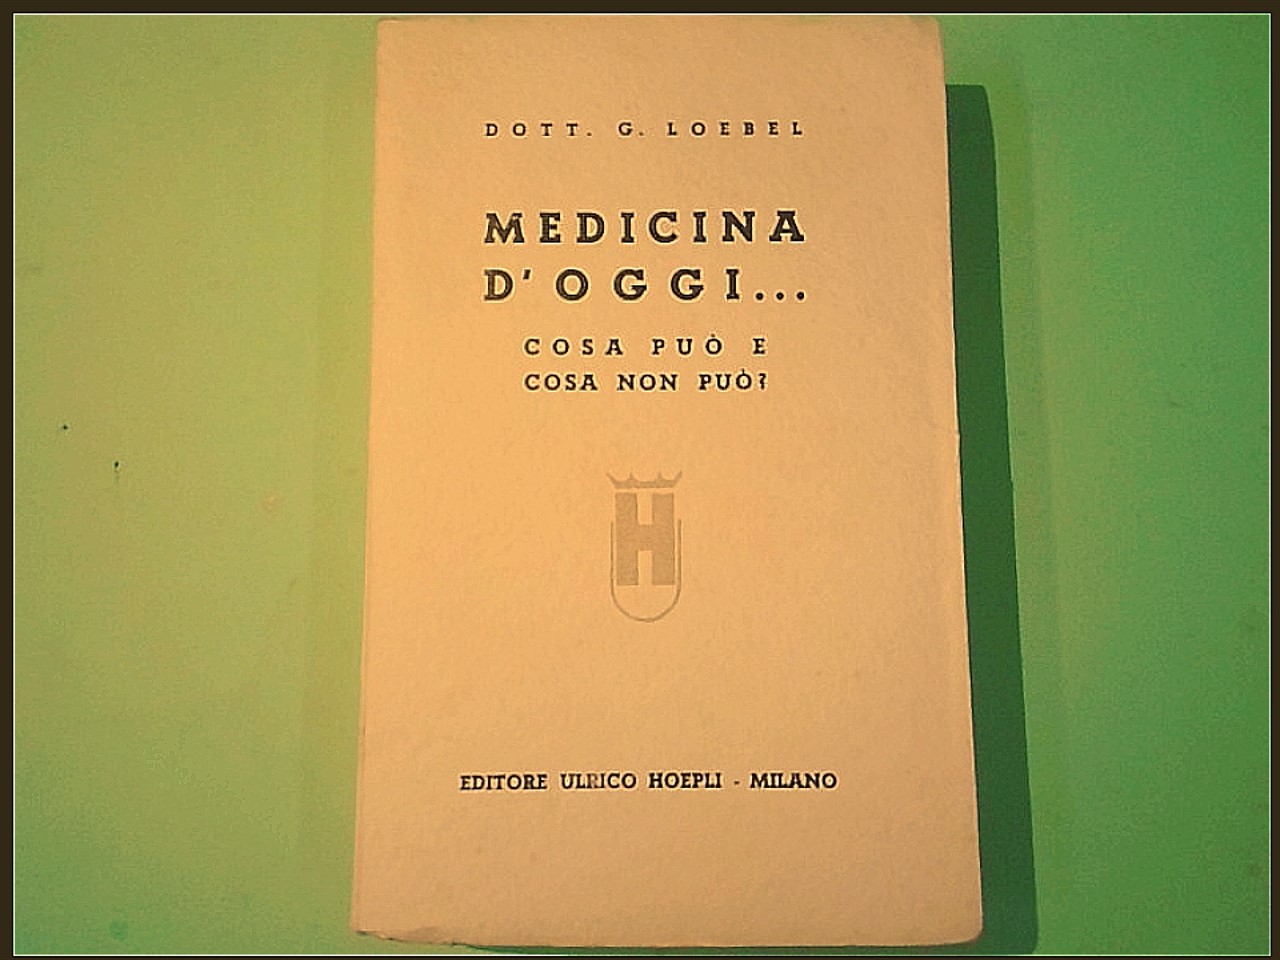 DOTT. G. LOEBEL
MEDICINA
D'OGGI...
COSA PUÒ E
COSA NON PUÒ?
H
EDITORE ULRICO HOEPLI - MILANO